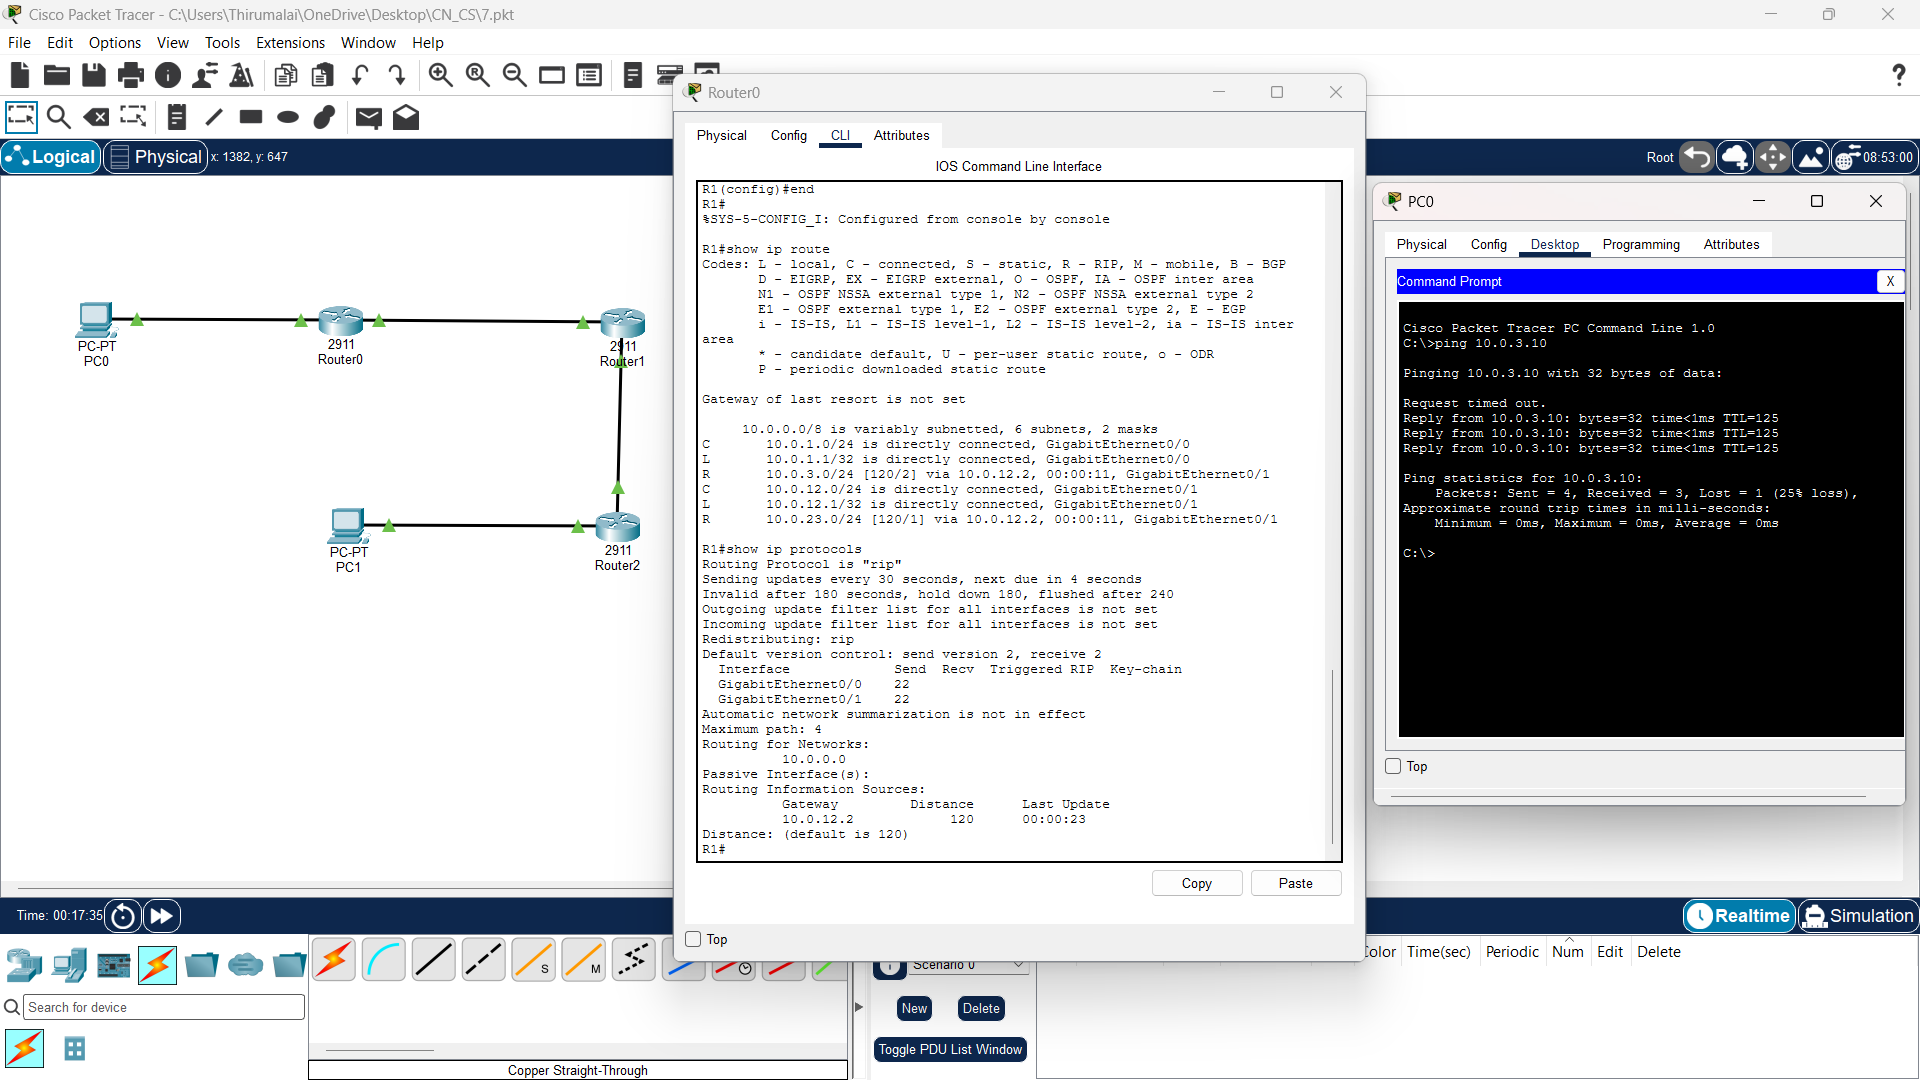 Cisco Packet Tracer - C:\Users\Thirumalai\OneDrive\Desktop\CN_CS\7.pkt
File Edit Options View Tools Extensions Window Help
Logical Physical x: 1382, y: 647
Root 08:53:00
PC-PT
PC0
2911
Router0
2911
Router1
PC-PT
PC1
2911
Router2
Router0
Physical Config CLI Attributes
IOS Command Line Interface
R1(config)#end
R1#
%SYS-5-CONFIG_I: Configured from console by console
R1#show ip route
Codes: L - local, C - connected, S - static, R - RIP, M - mobile, B - BGP
D - EIGRP, EX - EIGRP external, O - OSPF, IA - OSPF inter area
N1 - OSPF NSSA external type 1, N2 - OSPF NSSA external type 2
E1 - OSPF external type 1, E2 - OSPF external type 2, E - EGP
i - IS-IS, L1 - IS-IS level-1, L2 - IS-IS level-2, ia - IS-IS inter
area
* - candidate default, U - per-user static route, o - ODR
P - periodic downloaded static route
Gateway of last resort is not set
10.0.0.0/8 is variably subnetted, 6 subnets, 2 masks
C 10.0.1.0/24 is directly connected, GigabitEthernet0/0
L 10.0.1.1/32 is directly connected, GigabitEthernet0/0
R 10.0.3.0/24 [120/2] via 10.0.12.2, 00:00:11, GigabitEthernet0/1
C 10.0.12.0/24 is directly connected, GigabitEthernet0/1
L 10.0.12.1/32 is directly connected, GigabitEthernet0/1
R 10.0.23.0/24 [120/1] via 10.0.12.2, 00:00:11, GigabitEthernet0/1
R1#show ip protocols
Routing Protocol is "rip"
Sending updates every 30 seconds, next due in 4 seconds
Invalid after 180 seconds, hold down 180, flushed after 240
Outgoing update filter list for all interfaces is not set
Incoming update filter list for all interfaces is not set
Redistributing: rip
Default version control: send version 2, receive 2
Interface Send Recv Triggered RIP Key-chain
GigabitEthernet0/0 22
GigabitEthernet0/1 22
Automatic network summarization is not in effect
Maximum path: 4
Routing for Networks:
10.0.0.0
Passive Interface(s):
Routing Information Sources:
Gateway Distance Last Update
10.0.12.2 120 00:00:23
Distance: (default is 120)
R1#
Copy Paste
Top
PC0
Physical Config Desktop Programming Attributes
Command Prompt X
Cisco Packet Tracer PC Command Line 1.0
C:\>ping 10.0.3.10
Pinging 10.0.3.10 with 32 bytes of data:
Request timed out.
Reply from 10.0.3.10: bytes=32 time<1ms TTL=125
Reply from 10.0.3.10: bytes=32 time<1ms TTL=125
Reply from 10.0.3.10: bytes=32 time<1ms TTL=125
Ping statistics for 10.0.3.10:
Packets: Sent = 4, Received = 3, Lost = 1 (25% loss),
Approximate round trip times in milli-seconds:
Minimum = 0ms, Maximum = 0ms, Average = 0ms
C:\>
Top
Time: 00:17:35
Realtime Simulation
Scenario 0
Color Time(sec) Periodic Num Edit Delete
S M
Search for device
New Delete
Toggle PDU List Window
Copper Straight-Through